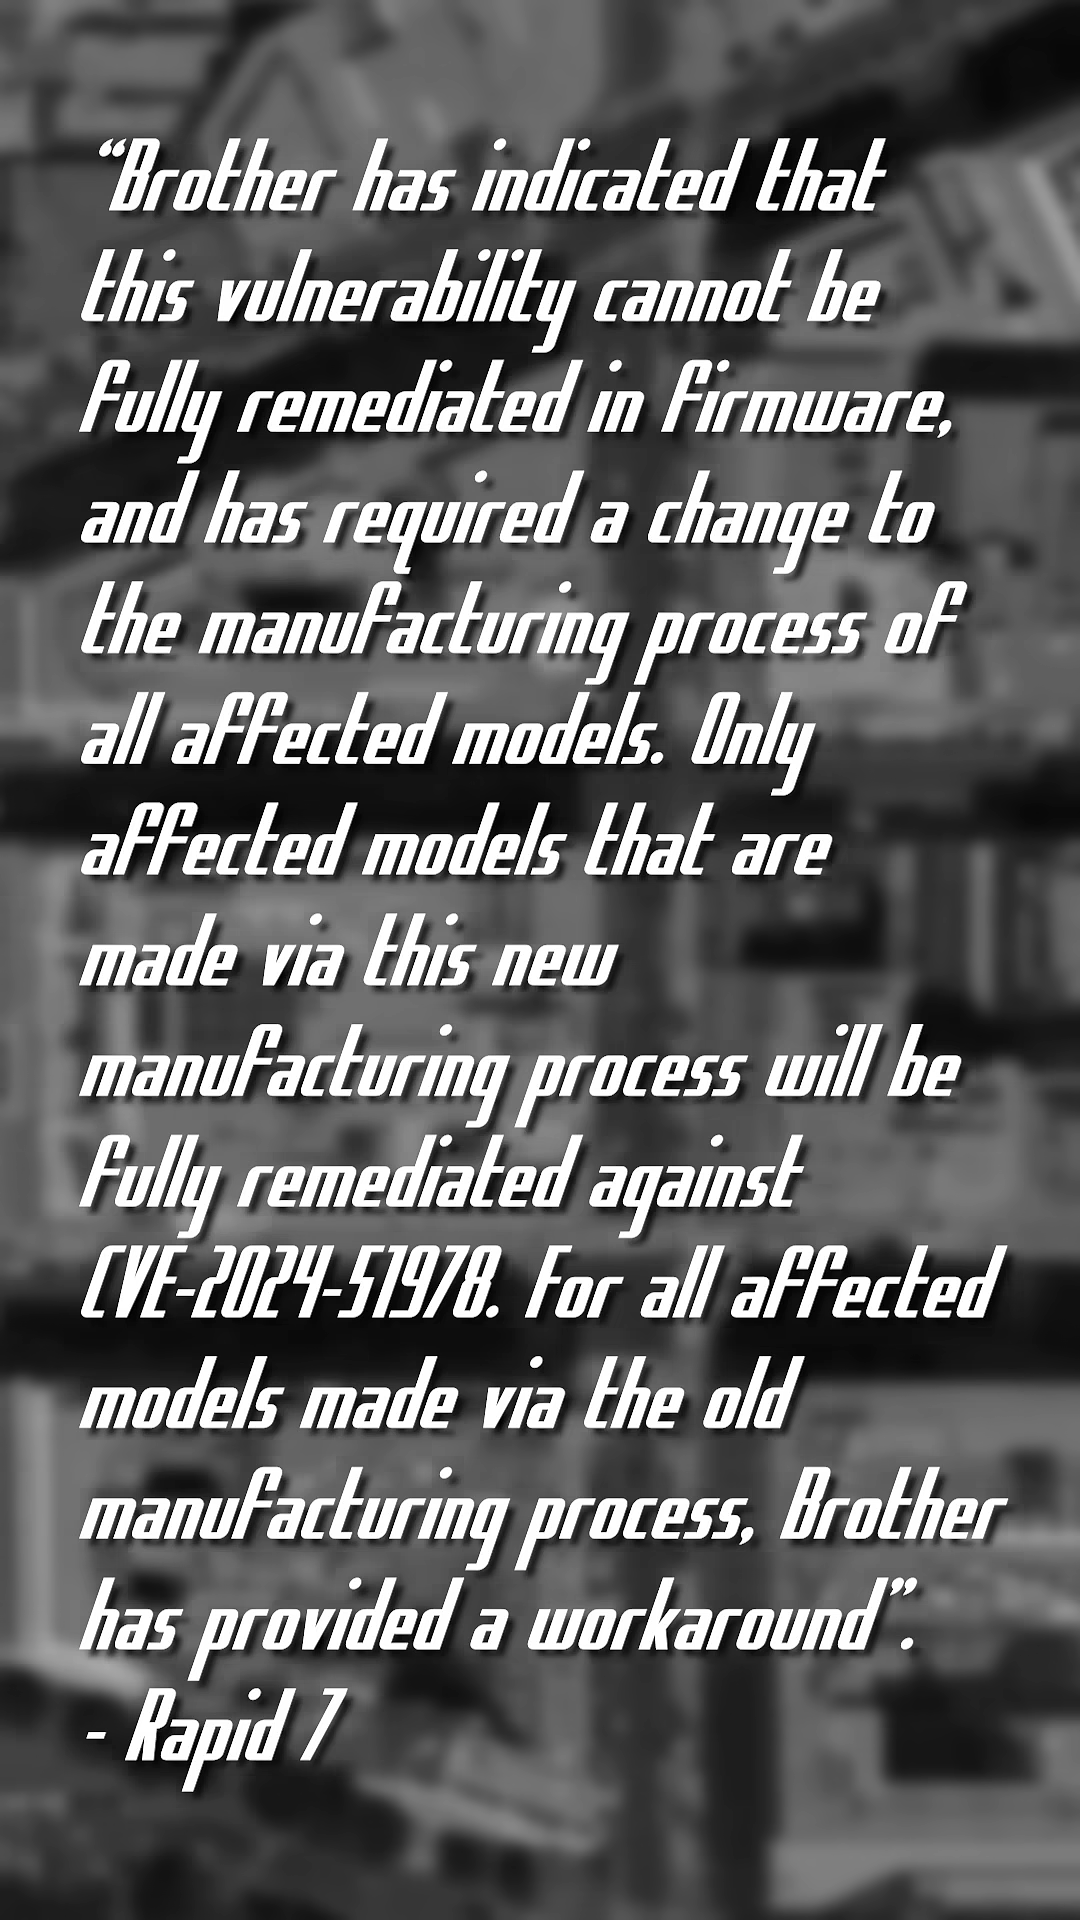 “Brother has indicated that
this vulnerability cannot be
fully remediated in firmware,
and has required a change to
the manufacturing process of
all affected models. Only
affected models that are
made via this new
manufacturing process will be
fully remediated against
CVE-2024-51978. For all affected
models made via the old
manufacturing process, Brother
has provided a workaround”.
- Rapid 7